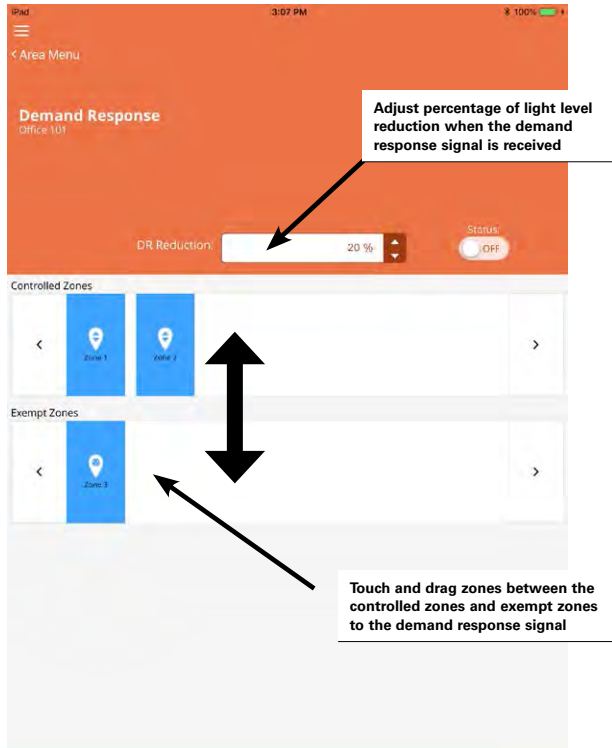 iPad 3:07 PM 100%
< Area Menu
Demand Response
Office 101
Adjust percentage of light level
reduction when the demand
response signal is received
DR Reduction: 20 %
Status:
OFF
Controlled Zones
Zone 1 Zone 2
Exempt Zones
Zone 3
Touch and drag zones between the
controlled zones and exempt zones
to the demand response signal